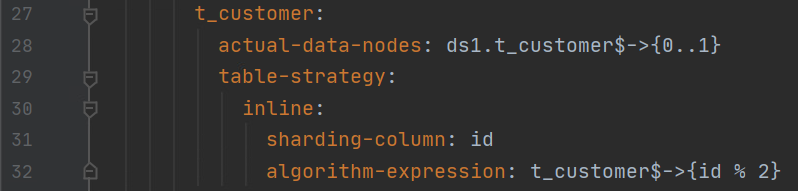 27 t_customer:
28 actual-data-nodes: ds1.t_customer$->{0..1}
29 table-strategy:
30 inline:
31 sharding-column: id
32 algorithm-expression: t_customer$->{id % 2}